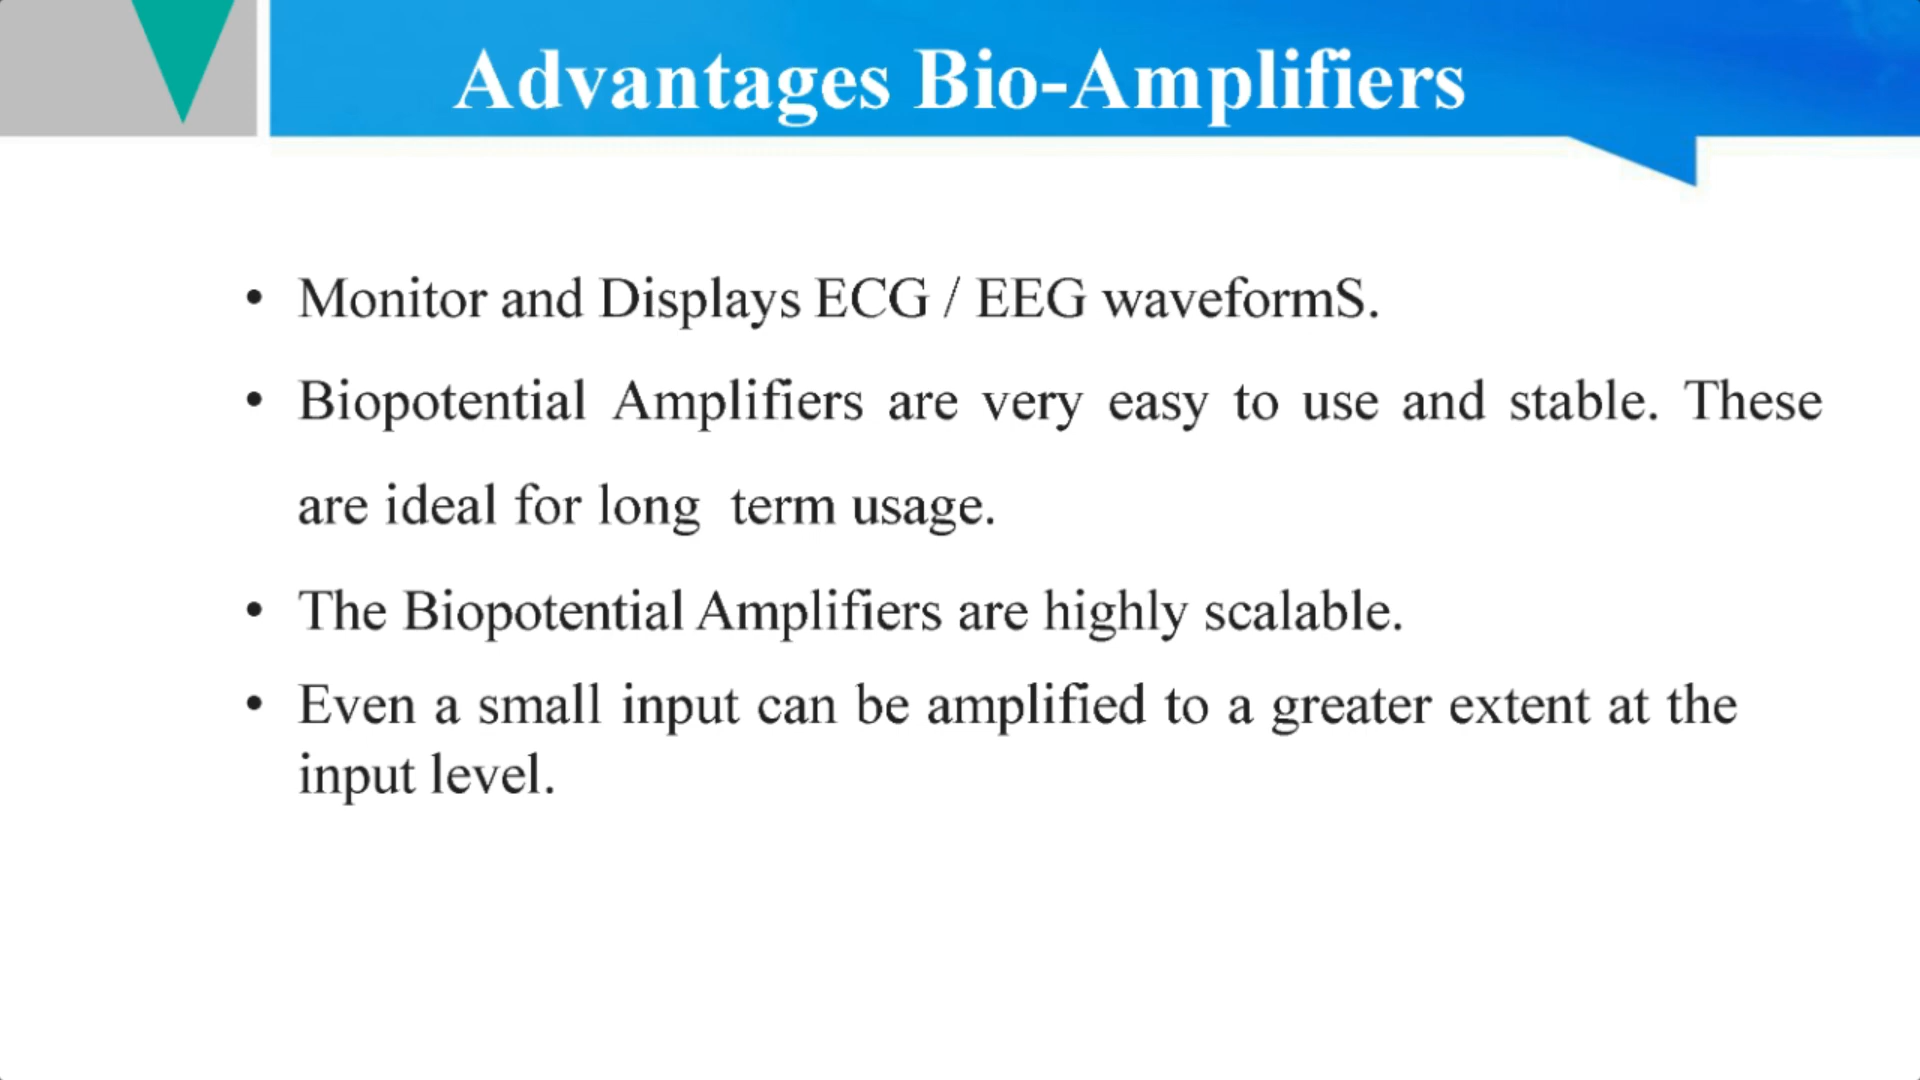 Advantages Bio-Amplifiers
• Monitor and Displays ECG / EEG waveformS.
• Biopotential Amplifiers are very easy to use and stable. These
are ideal for long  term usage.
• The Biopotential Amplifiers are highly scalable.
• Even a small input can be amplified to a greater extent at the
input level.